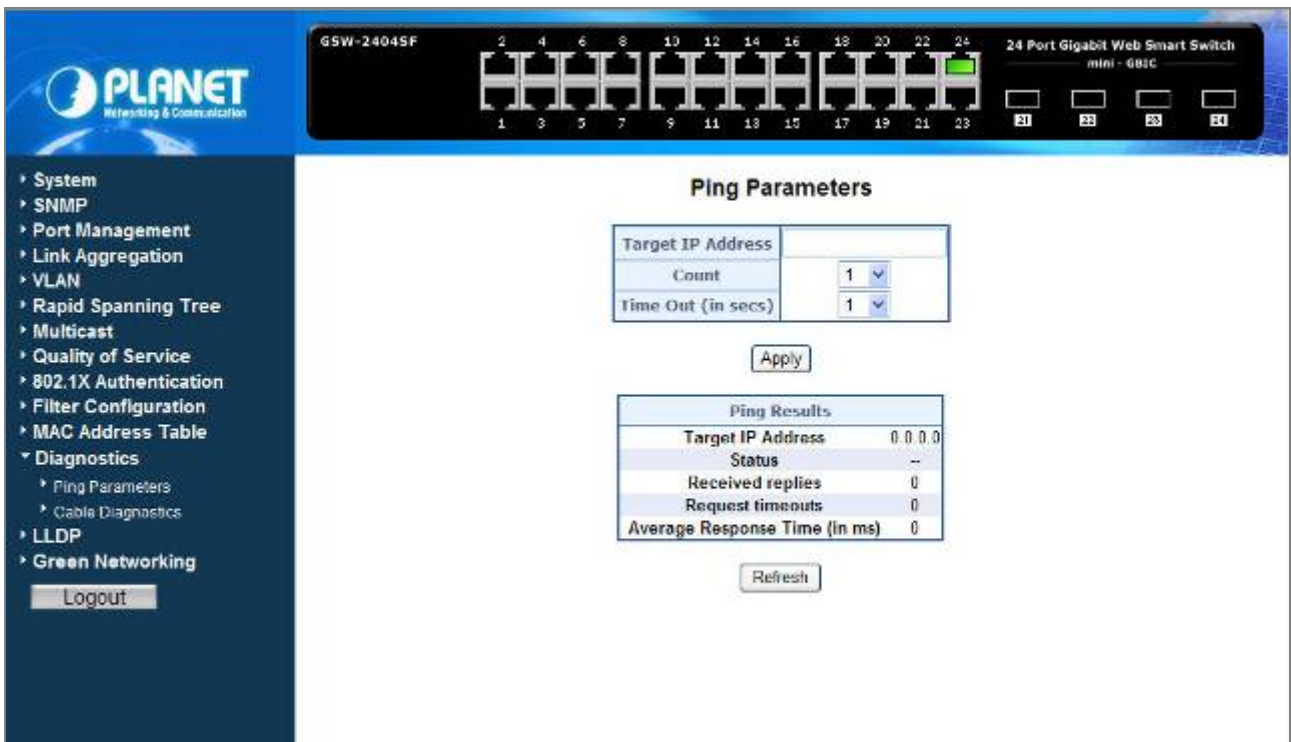 PLANET
Networking & Communication
GSW-2404SF
2 4 6 8 10 12 14 16 18 20 22 24
1 3 5 7 9 11 13 15 17 19 21 23
24 Port Gigabit Web Smart Switch
mini - GBIC
21 22 23 24
System
SNMP
Port Management
Link Aggregation
VLAN
Rapid Spanning Tree
Multicast
Quality of Service
802.1X Authentication
Filter Configuration
MAC Address Table
Diagnostics
Ping Parameters
Cable Diagnostics
LLDP
Green Networking
Logout
Ping Parameters
Target IP Address
Count 1
Time Out (in secs) 1
Apply
Ping Results
Target IP Address 0.0.0.0
Status --
Received replies 0
Request timeouts 0
Average Response Time (in ms) 0
Refresh